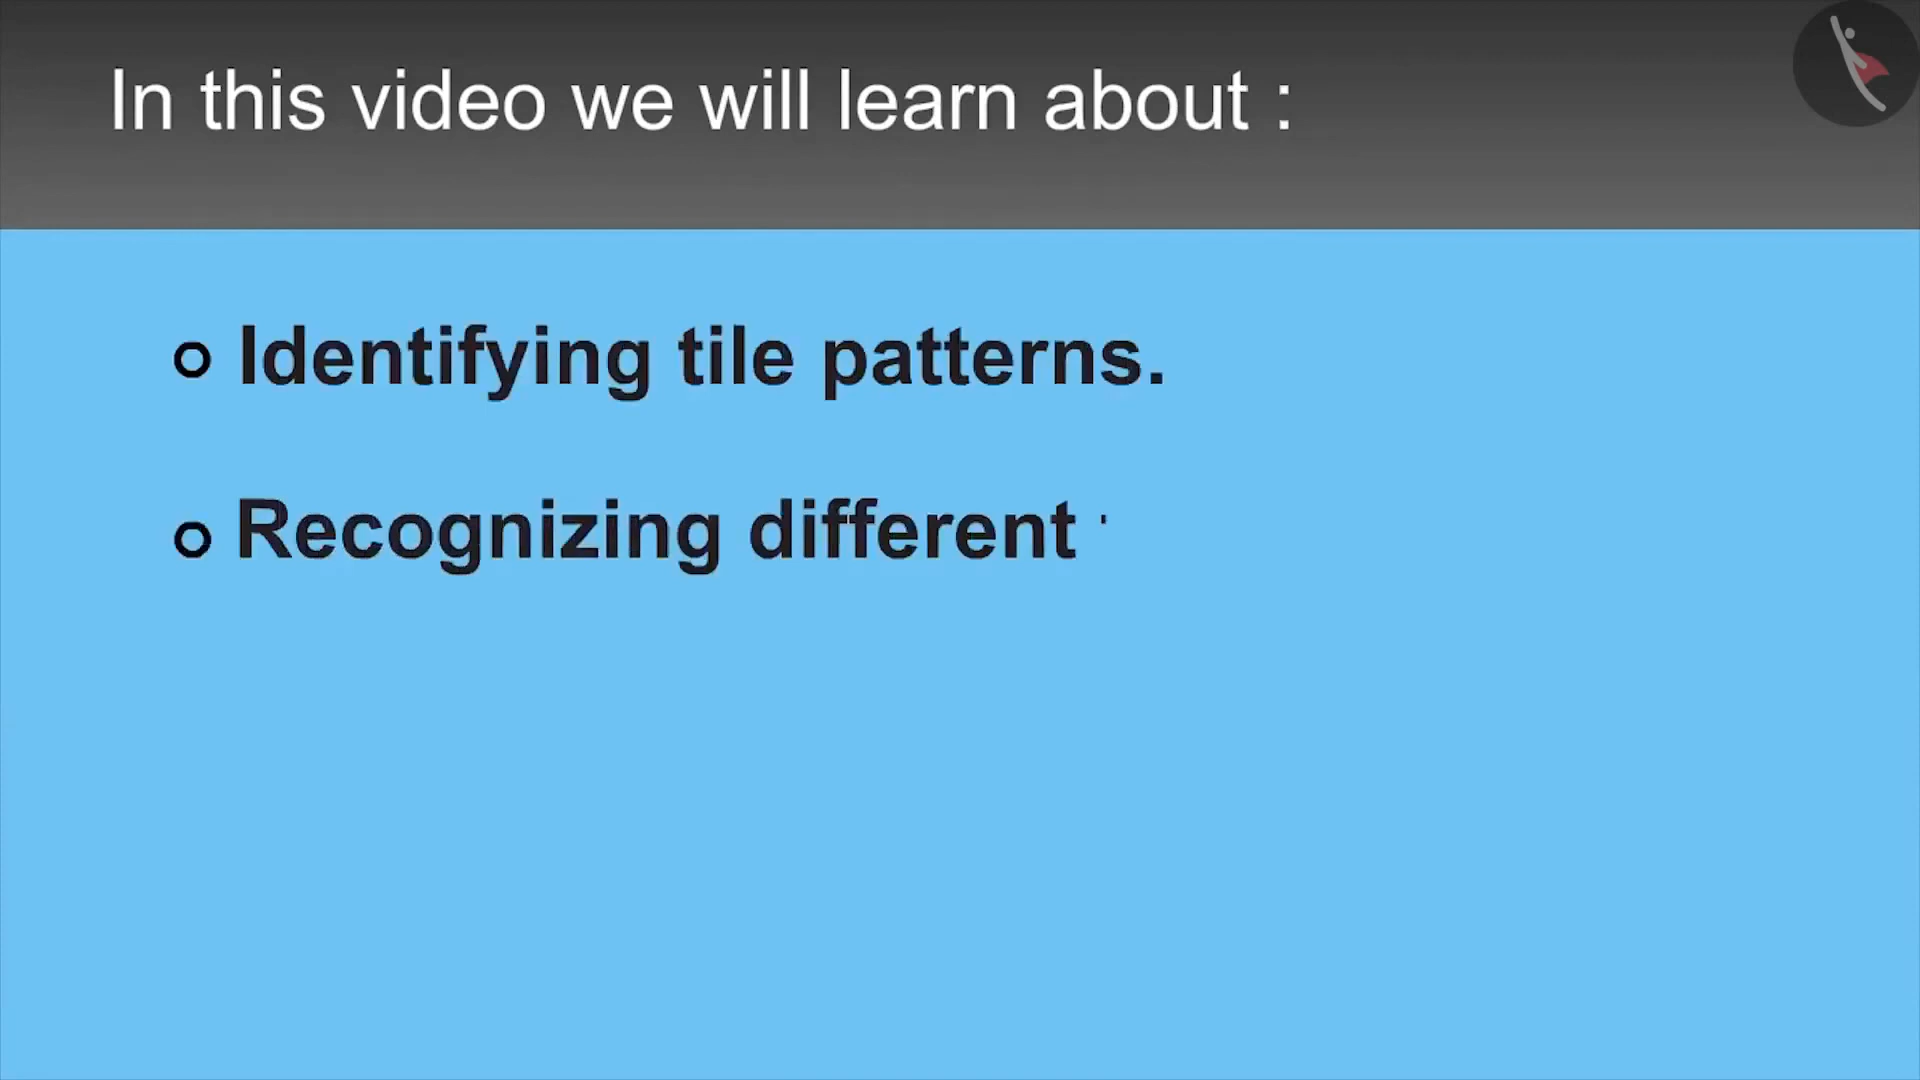 In this video we will learn about :
Identifying tile patterns.
Recognizing different